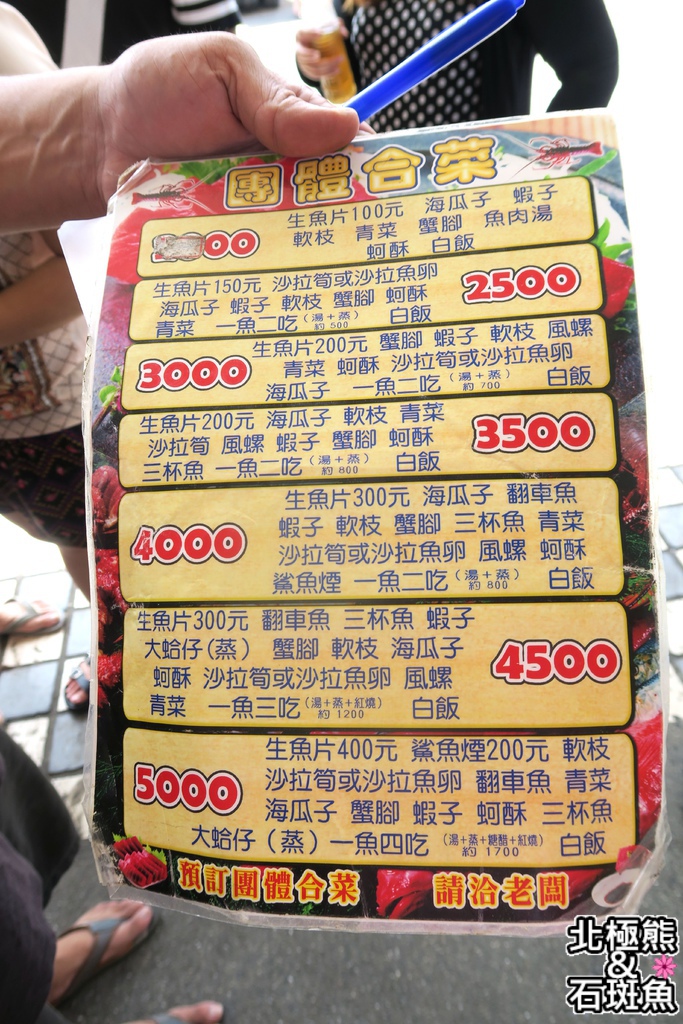 團體合菜
生魚片100元 海瓜子 蝦子
軟枝 青菜 蟹腳 魚肉湯
00
蚵酥 白飯
生魚片150元 沙拉筍或沙拉魚卵
海瓜子 蝦子 軟枝 蟹腳 蚵酥
2500
青菜 一魚二吃(湯+蒸)約500 白飯
生魚片200元 蟹腳 蝦子 軟枝 風螺
3000
青菜 蚵酥 沙拉筍或沙拉魚卵
海瓜子 一魚二吃(湯+蒸)約700 白飯
生魚片200元 海瓜子 軟枝 青菜
沙拉筍 風螺 蝦子 蟹腳 蚵酥
3500
三杯魚 一魚二吃(湯+蒸)約800 白飯
生魚片300元 海瓜子 翻車魚
蝦子 軟枝 蟹腳 三杯魚 青菜
4000
沙拉筍或沙拉魚卵 風螺 蚵酥
鯊魚煙 一魚二吃(湯+蒸)約800 白飯
生魚片300元 翻車魚 三杯魚 蝦子
大蛤仔(蒸) 蟹腳 軟枝 海瓜子
4500
蚵酥 沙拉筍或沙拉魚卵 風螺
青菜 一魚三吃(湯+蒸+紅燒)約1200 白飯
生魚片400元 鯊魚煙200元 軟枝
沙拉筍或沙拉魚卵 翻車魚 青菜
5000
海瓜子 蟹腳 蝦子 蚵酥 三杯魚
大蛤仔(蒸)一魚四吃(湯+蒸+糖醋+紅燒)約1700 白飯
預訂團體合菜 請洽老闆
北極熊
&
石斑魚